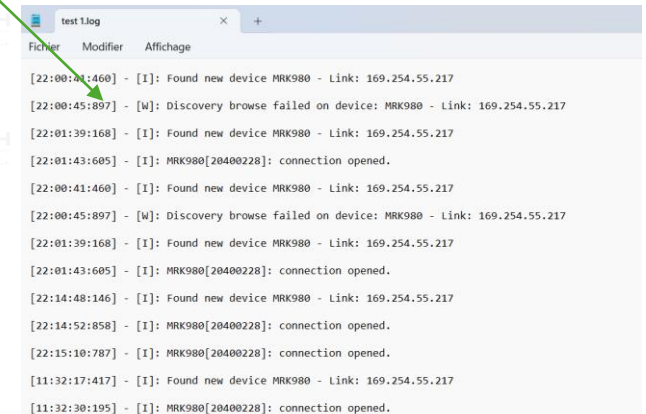 test 1.log
Fichier Modifier Affichage
[22:00:41:460] - [I]: Found new device MRK980 - Link: 169.254.55.217
[22:00:45:897] - [W]: Discovery browse failed on device: MRK980 - Link: 169.254.55.217
[22:01:39:168] - [I]: Found new device MRK980 - Link: 169.254.55.217
[22:01:43:605] - [I]: MRK980[20400228]: connection opened.
[22:00:41:460] - [I]: Found new device MRK980 - Link: 169.254.55.217
[22:00:45:897] - [W]: Discovery browse failed on device: MRK980 - Link: 169.254.55.217
[22:01:39:168] - [I]: Found new device MRK980 - Link: 169.254.55.217
[22:01:43:605] - [I]: MRK980[20400228]: connection opened.
[22:14:48:146] - [I]: Found new device MRK980 - Link: 169.254.55.217
[22:14:52:858] - [I]: MRK980[20400228]: connection opened.
[22:15:10:787] - [I]: MRK980[20400228]: connection opened.
[11:32:17:417] - [I]: Found new device MRK980 - Link: 169.254.55.217
[11:32:30:195] - [I]: MRK980[20400228]: connection opened.